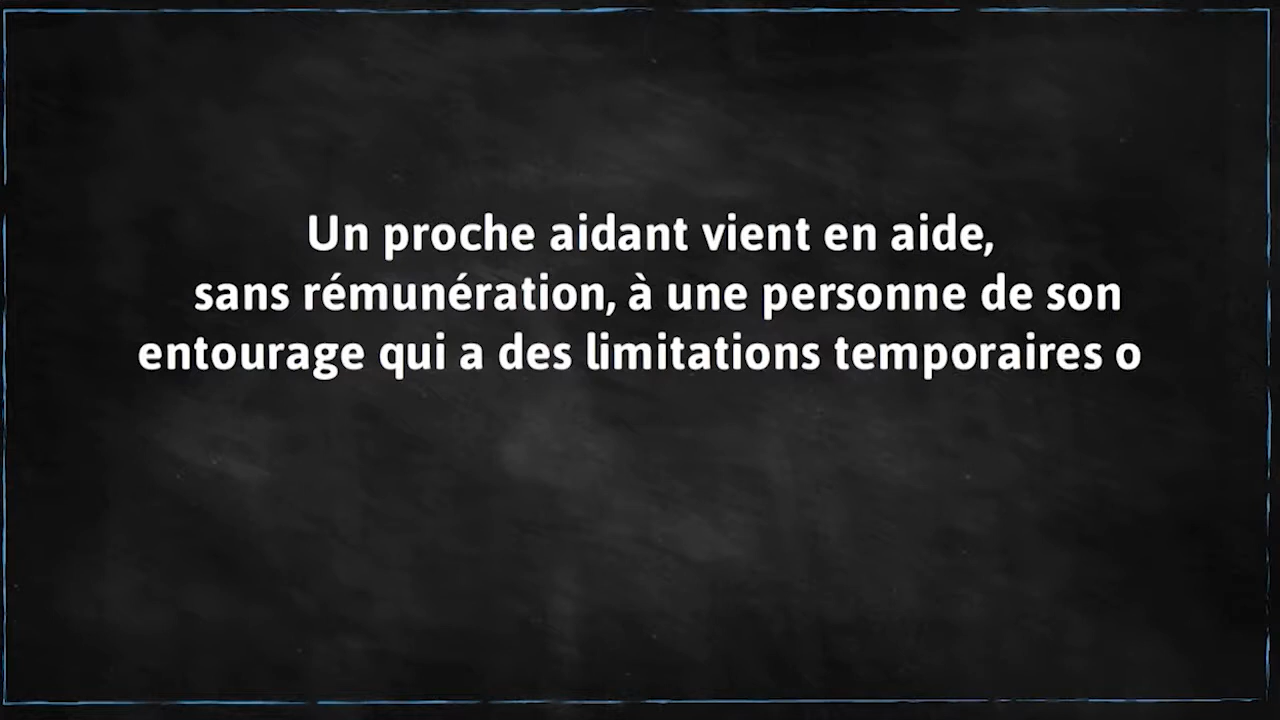 Un proche aidant vient en aide,
sans rémunération, à une personne de son
entourage qui a des limitations temporaires o